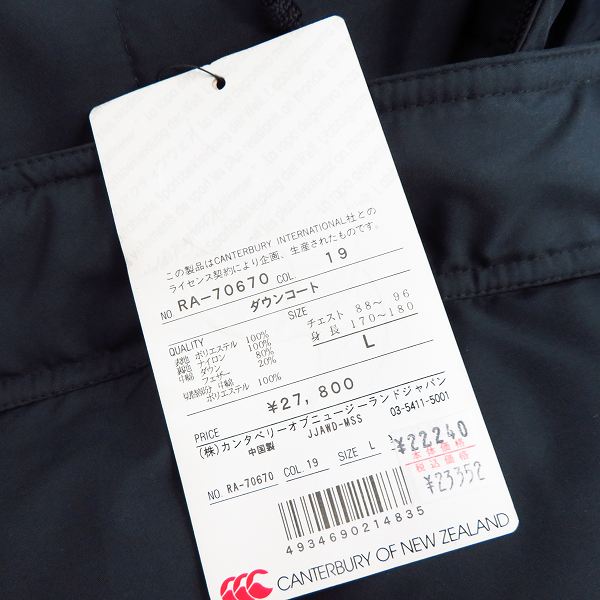 この製品はCANTERBURY INTERNATIONAL社との
ライセンス契約により企画、生産されたものです。
NO. RA-70670 COL. 19
ダウンコート
QUALITY
SIZE
表地 ポリエステル 100%
裏地 ナイロン 100%
中綿 ダウン 80%
フェザー 20%
ポリエステル 100%
チェスト 88~ 96
身長 170~180
L
¥27,800
PRICE
(株)カンタベリーオブニュージーランドジャパン
中国製 JJAWD-MSS 03-5411-5001
NO. RA-70670 COL. 19 SIZE L
¥22240
本体価格
税込価格
¥23352
4934690214835
CANTERBURY OF NEW ZEALAND